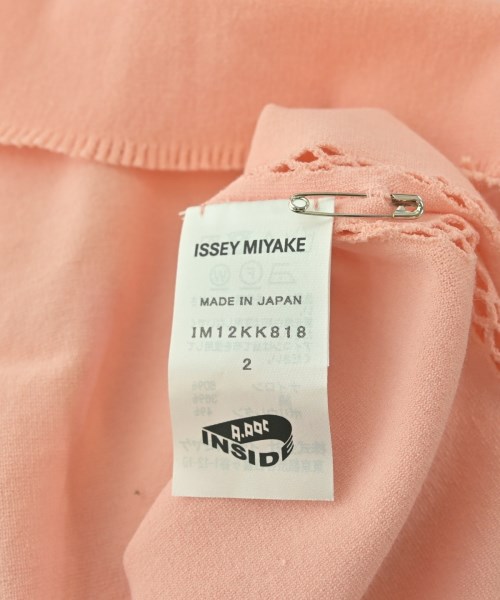 ISSEY MIYAKE
MADE IN JAPAN
IM12KK818
2
A-POC
INSIDE